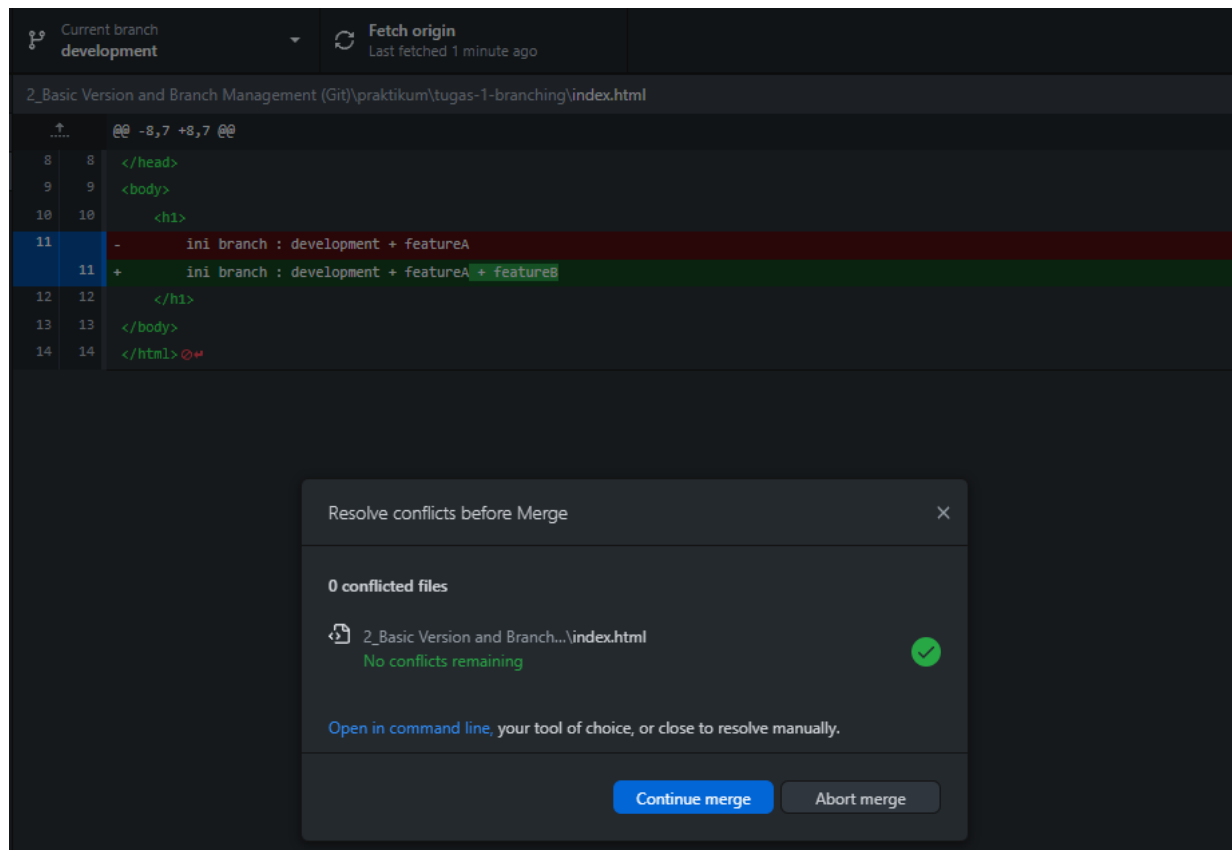 Current branch
development
Fetch origin
Last fetched 1 minute ago
2_Basic Version and Branch Management (Git)\praktikum\tugas-1-branching\index.html
@@ -8,7 +8,7 @@
8 8 </head>
9 9 <body>
10 10 <h1>
11 - ini branch : development + featureA
11 + ini branch : development + featureA + featureB
12 12 </h1>
13 13 </body>
14 14 </html>
Resolve conflicts before Merge
0 conflicted files
2_Basic Version and Branch...\index.html
No conflicts remaining
Open in command line, your tool of choice, or close to resolve manually.
Continue merge Abort merge